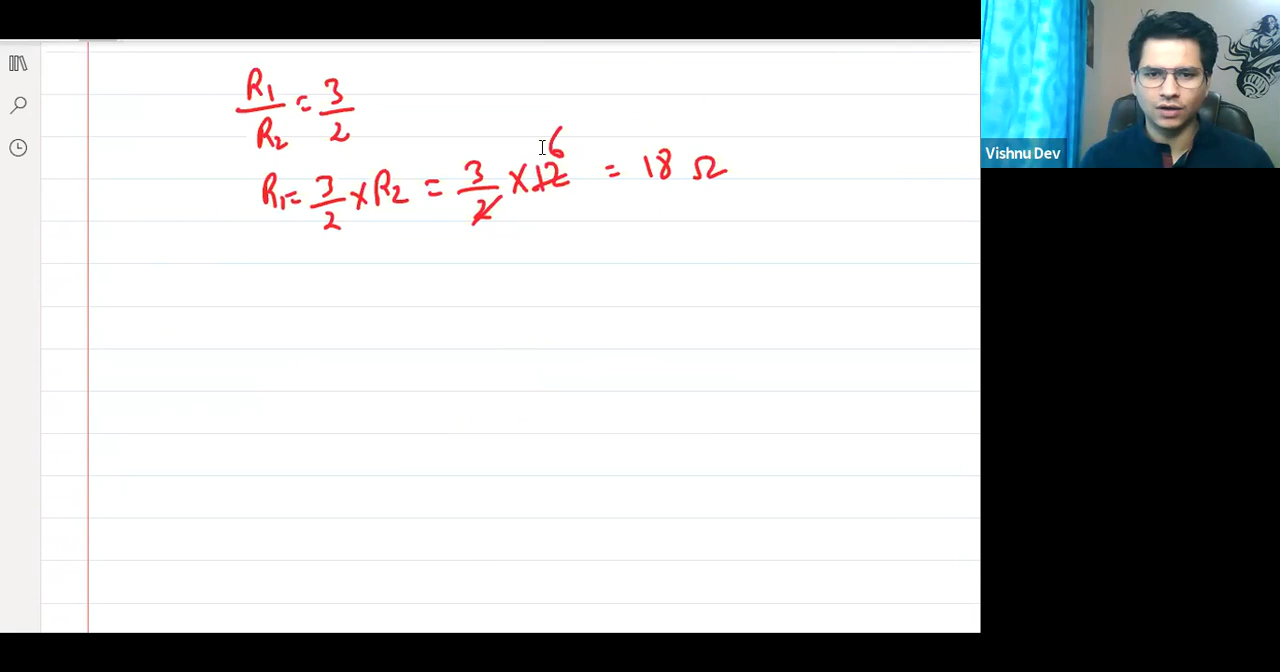 R1/R2 = 3/2
R1 = 3/2 × R2 = 3/2 × 12 6 = 18 Ω
Vishnu Dev